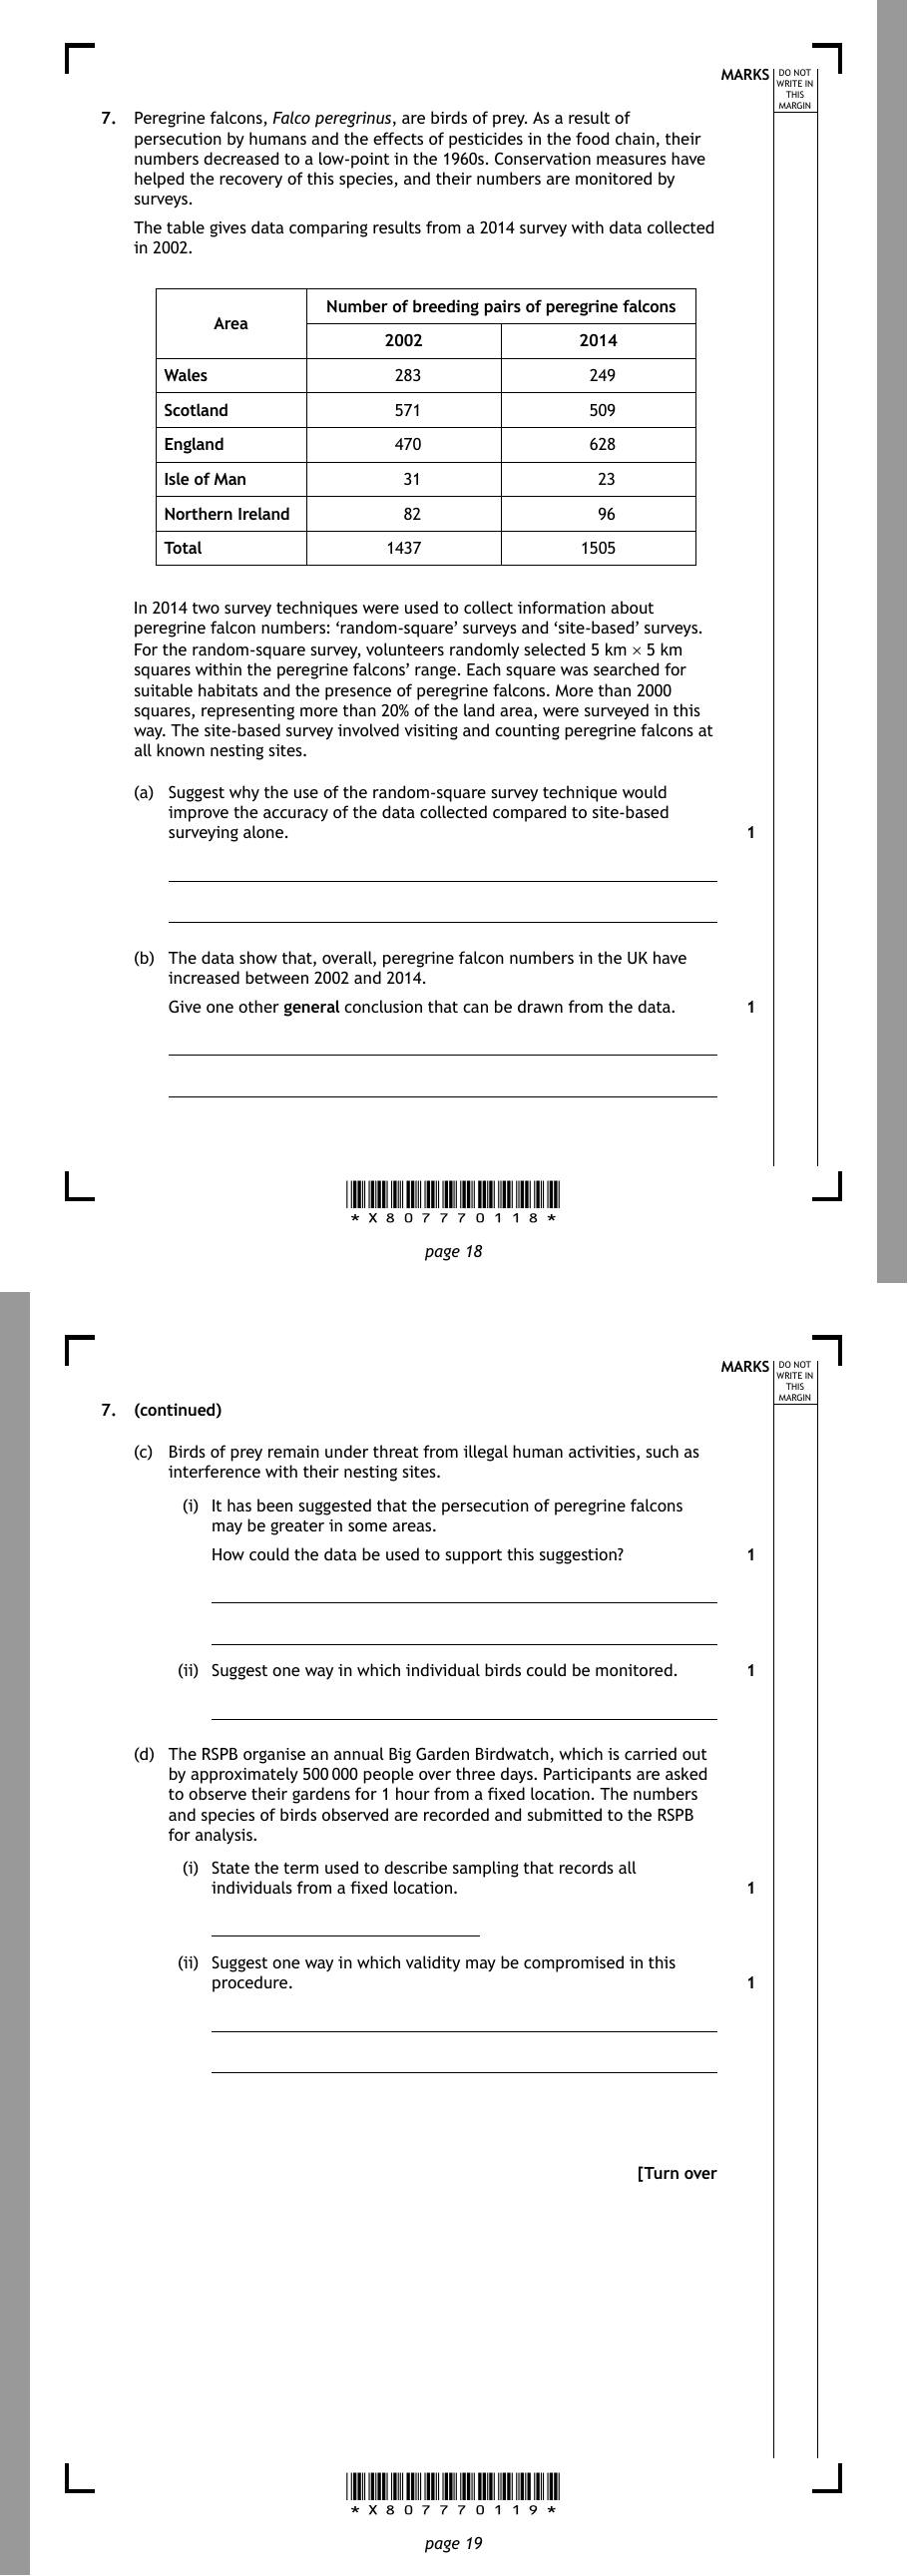 MARKS
DO NOT
WRITE IN
THIS
MARGIN
7. Peregrine falcons, Falco peregrinus, are birds of prey. As a result of
persecution by humans and the effects of pesticides in the food chain, their
numbers decreased to a low-point in the 1960s. Conservation measures have
helped the recovery of this species, and their numbers are monitored by
surveys.
The table gives data comparing results from a 2014 survey with data collected
in 2002.
Area Number of breeding pairs of peregrine falcons
2002 2014
Wales 283 249
Scotland 571 509
England 470 628
Isle of Man 31 23
Northern Ireland 82 96
Total 1437 1505
In 2014 two survey techniques were used to collect information about
peregrine falcon numbers: ‘random-square’ surveys and ‘site-based’ surveys.
For the random-square survey, volunteers randomly selected 5 km × 5 km
squares within the peregrine falcons’ range. Each square was searched for
suitable habitats and the presence of peregrine falcons. More than 2000
squares, representing more than 20% of the land area, were surveyed in this
way. The site-based survey involved visiting and counting peregrine falcons at
all known nesting sites.
(a) Suggest why the use of the random-square survey technique would
improve the accuracy of the data collected compared to site-based
surveying alone. 1
(b) The data show that, overall, peregrine falcon numbers in the UK have
increased between 2002 and 2014.
Give one other general conclusion that can be drawn from the data. 1
*X807770118*
page 18
MARKS
DO NOT
WRITE IN
THIS
MARGIN
7. (continued)
(c) Birds of prey remain under threat from illegal human activities, such as
interference with their nesting sites.
(i) It has been suggested that the persecution of peregrine falcons
may be greater in some areas.
How could the data be used to support this suggestion? 1
(ii) Suggest one way in which individual birds could be monitored. 1
(d) The RSPB organise an annual Big Garden Birdwatch, which is carried out
by approximately 500 000 people over three days. Participants are asked
to observe their gardens for 1 hour from a fixed location. The numbers
and species of birds observed are recorded and submitted to the RSPB
for analysis.
(i) State the term used to describe sampling that records all
individuals from a fixed location. 1
(ii) Suggest one way in which validity may be compromised in this
procedure. 1
[Turn over
*X807770119*
page 19